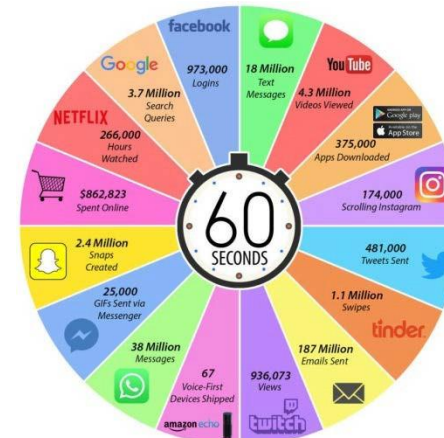 facebook
973,000
Logins
18 Million
Text
Messages
YouTube
4.3 Million
Videos Viewed
Google play
App Store
375,000
Apps Downloaded
174,000
Scrolling Instagram
481,000
Tweets Sent
1.1 Million
Swipes
tinder
187 Million
Emails Sent
936,073
Views
twitch
67
Voice-First
Devices Shipped
amazon echo
38 Million
Messages
25,000
GIFs Sent via
Messenger
2.4 Million
Snaps
Created
$862,823
Spent Online
NETFLIX
266,000
Hours
Watched
Google
3.7 Million
Search
Queries
60
SECONDS